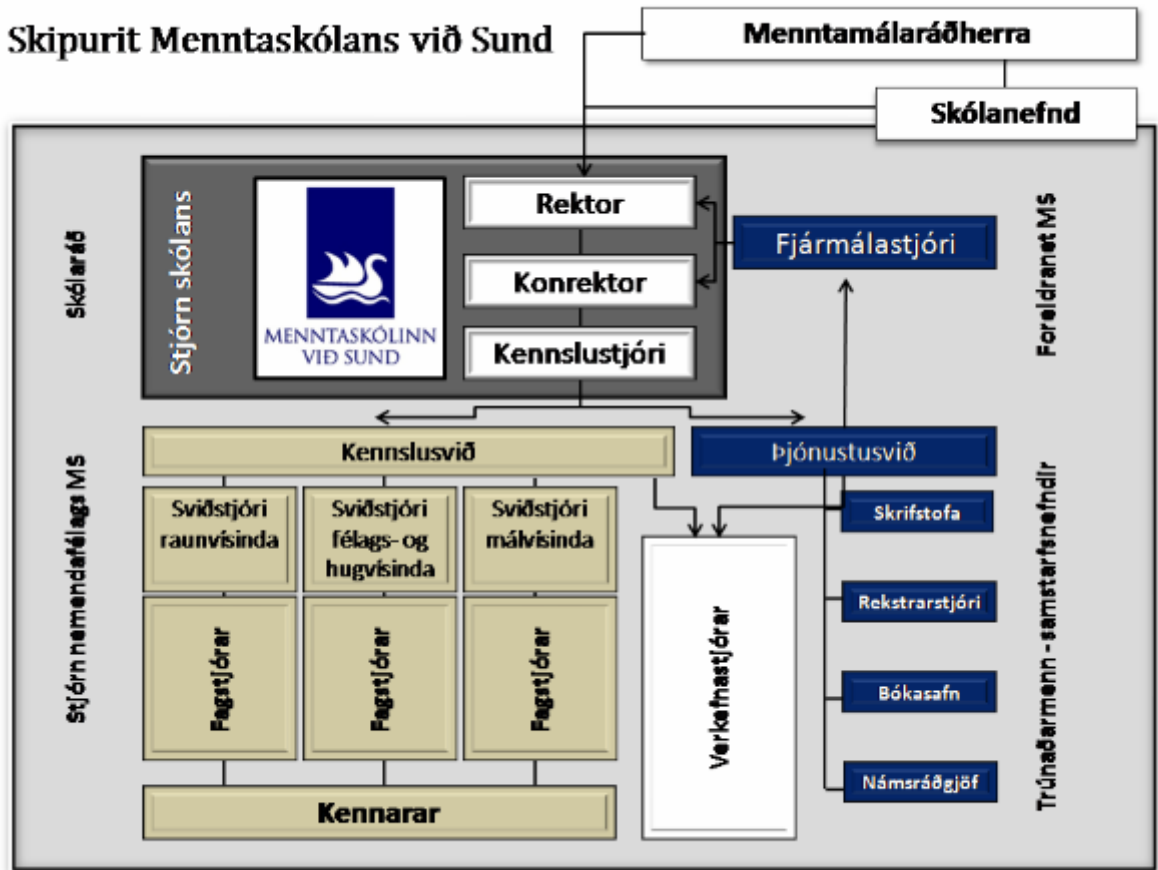 Skipurit Menntaskólans við Sund
Menntamálaráðherra
Skólanefnd
Skólaráð
Stjórn skólans
MENNTASKÓLINN
VIÐ SUND
Rektor
Konrektor
Kennslustjóri
Fjármálastjóri
Foreldraráð MS
Stjórn nemendafélags MS
Kennslusvið
Þjónustusvið
Sviðstjóri
raunvísinda
Sviðstjóri
félags- og
hugvísinda
Sviðstjóri
málvísinda
Fagstjórar
Fagstjórar
Fagstjórar
Kennarar
Verkefnastjórar
Skrifstofa
Rekstrarstjóri
Bókasafn
Námsráðgjöf
Trúnaðarmenn - samstarfsnefndir